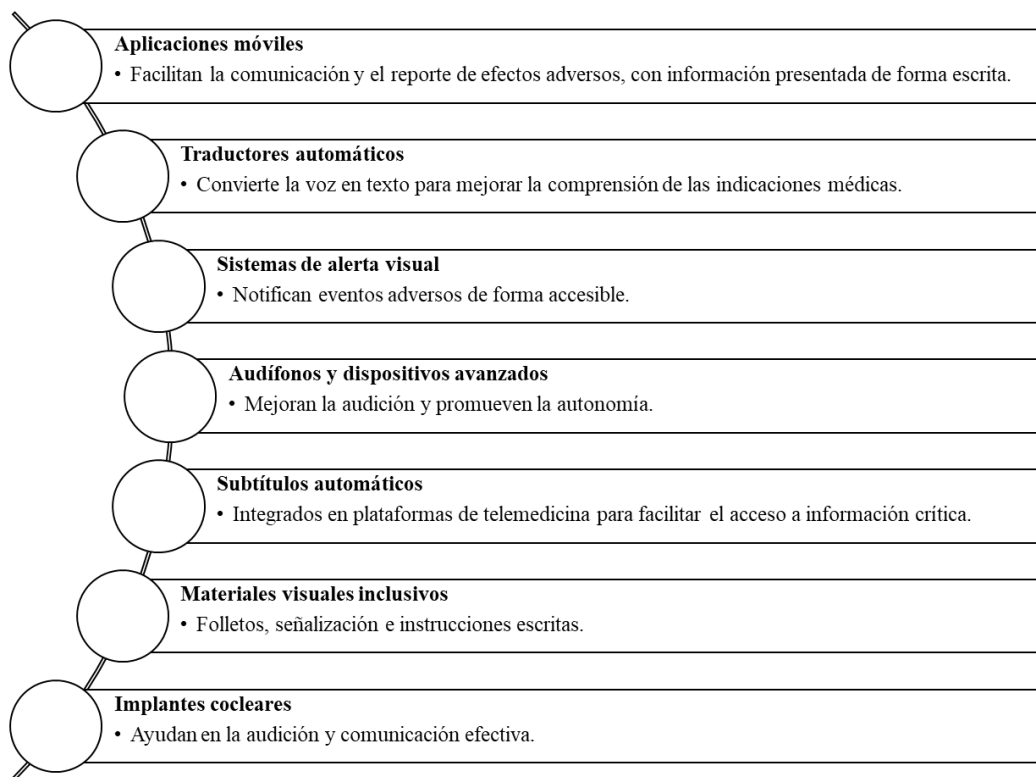 Aplicaciones móviles
• Facilitan la comunicación y el reporte de efectos adversos, con información presentada de forma escrita.
Traductores automáticos
• Convierte la voz en texto para mejorar la comprensión de las indicaciones médicas.
Sistemas de alerta visual
• Notifican eventos adversos de forma accesible.
Audífonos y dispositivos avanzados
• Mejoran la audición y promueven la autonomía.
Subtítulos automáticos
• Integrados en plataformas de telemedicina para facilitar el acceso a información crítica.
Materiales visuales inclusivos
• Folletos, señalización e instrucciones escritas.
Implantes cocleares
• Ayudan en la audición y comunicación efectiva.